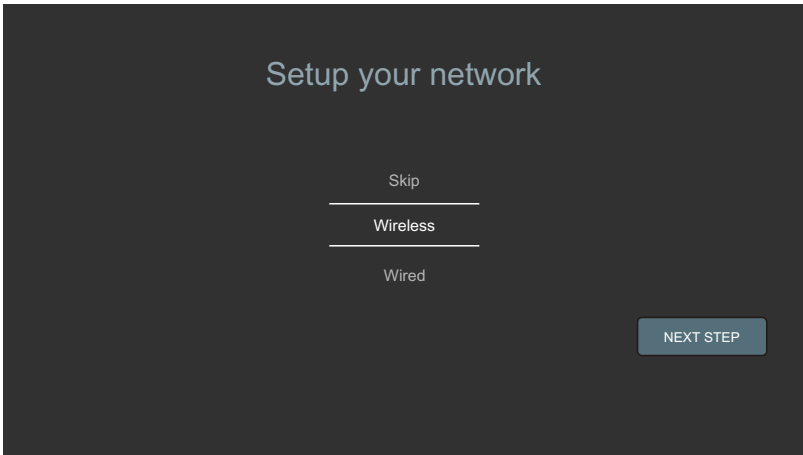 Setup your network
Skip
Wireless
Wired
NEXT STEP